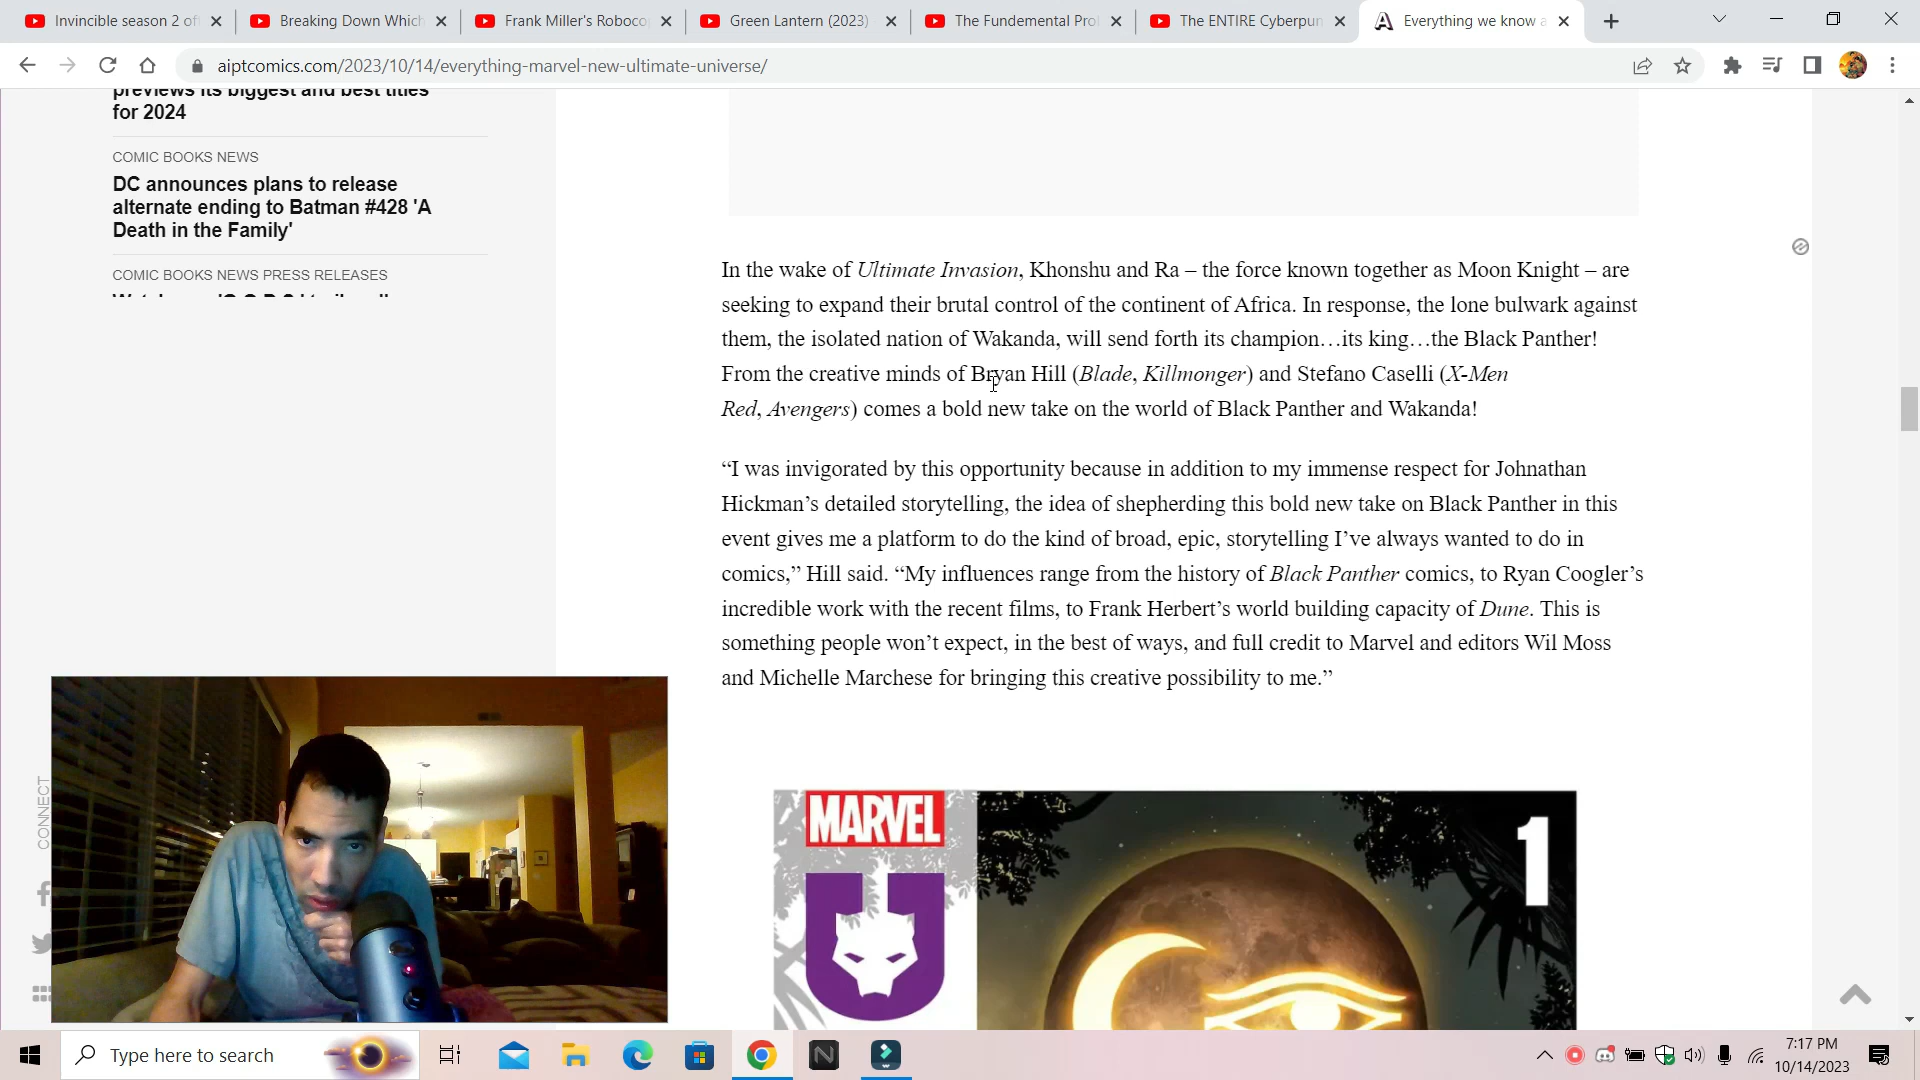 Invincible season 2 of
Breaking Down Which
Frank Miller's Roboco
Green Lantern (2023)
The Fundemental Pro
The ENTIRE Cyberpun
Everything we know a
aiptcomics.com/2023/10/14/everything-marvel-new-ultimate-universe/
previews its biggest and best titles
for 2024
COMIC BOOKS NEWS
DC announces plans to release
alternate ending to Batman #428 'A
Death in the Family'
COMIC BOOKS NEWS PRESS RELEASES
In the wake of Ultimate Invasion, Khonshu and Ra – the force known together as Moon Knight – are
seeking to expand their brutal control of the continent of Africa. In response, the lone bulwark against
them, the isolated nation of Wakanda, will send forth its champion…its king…the Black Panther!
From the creative minds of Bryan Hill (Blade, Killmonger) and Stefano Caselli (X-Men
Red, Avengers) comes a bold new take on the world of Black Panther and Wakanda!
“I was invigorated by this opportunity because in addition to my immense respect for Johnathan
Hickman’s detailed storytelling, the idea of shepherding this bold new take on Black Panther in this
event gives me a platform to do the kind of broad, epic, storytelling I’ve always wanted to do in
comics,” Hill said. “My influences range from the history of Black Panther comics, to Ryan Coogler’s
incredible work with the recent films, to Frank Herbert’s world building capacity of Dune. This is
something people won’t expect, in the best of ways, and full credit to Marvel and editors Wil Moss
and Michelle Marchese for bringing this creative possibility to me.”
CONNECT
MARVEL
1
Type here to search
7:17 PM
10/14/2023